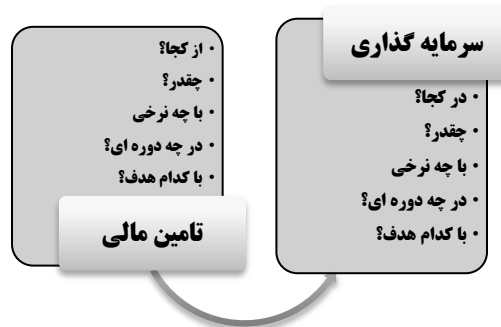 سرمایه گذاری
• در کجا؟
• چقدر؟
• با چه نرخی
• در چه دوره ای؟
• با کدام هدف؟
• از کجا؟
• چقدر؟
• با چه نرخی
• در چه دوره ای؟
• با کدام هدف؟
تامین مالی